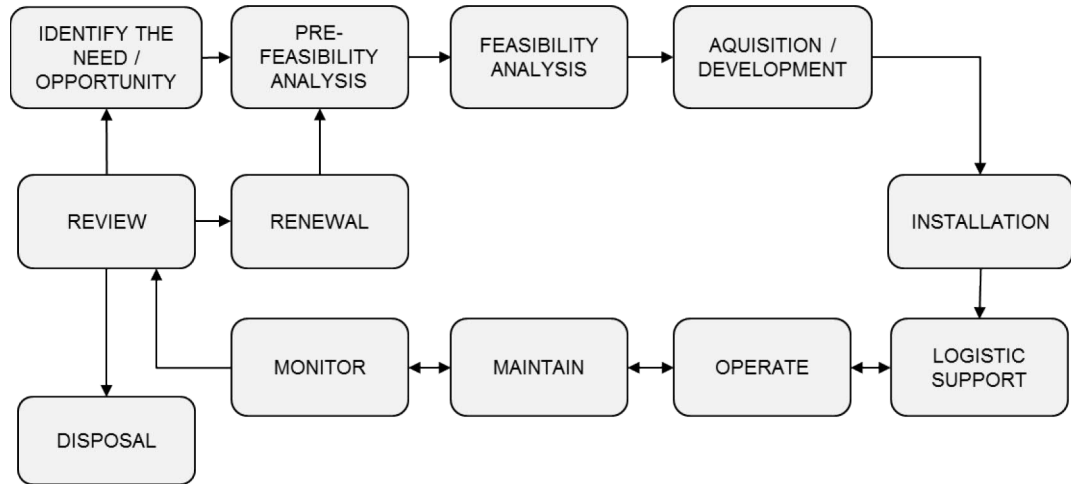 IDENTIFY THE
NEED /
OPPORTUNITY
PRE-
FEASIBILITY
ANALYSIS
FEASIBILITY
ANALYSIS
AQUISITION /
DEVELOPMENT
REVIEW
RENEWAL
INSTALLATION
MONITOR
MAINTAIN
OPERATE
LOGISTIC
SUPPORT
DISPOSAL